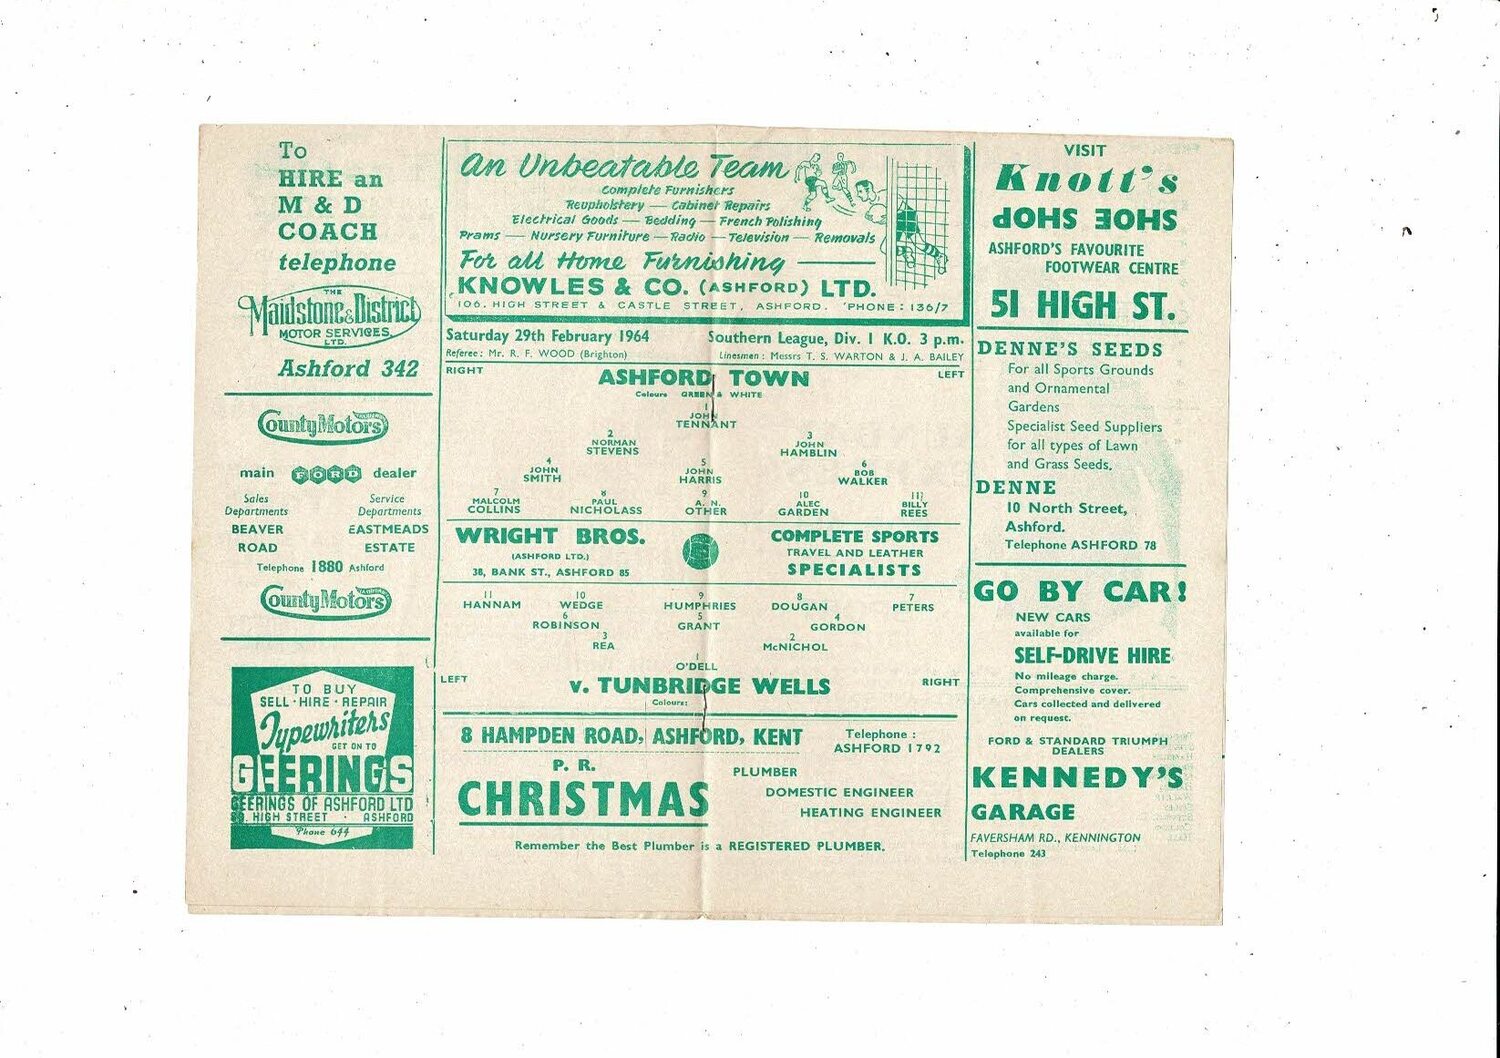 To
HIRE an
M & D
COACH
telephone
THE
Maidstone & District
MOTOR SERVICES
LTD.
Ashford 342
County Motors
main FORD dealer
Sales Departments
BEAVER ROAD
Service Departments
EASTMEADS ESTATE
Telephone 1880 Ashford
County Motors
TO BUY
SELL · HIRE · REPAIR
Typewriters
GET ON TO
GEERINGS
GEERINGS OF ASHFORD LTD
HIGH STREET · ASHFORD
Phone 644
An Unbeatable Team
Complete Furnishers
Reupholstery — Cabinet Repairs
Electrical Goods — Bedding — French Polishing
Prams — Nursery Furniture — Radio — Television — Removals
For all Home Furnishing
KNOWLES & CO. (ASHFORD) LTD.
106, HIGH STREET & CASTLE STREET, ASHFORD. 'PHONE: 136/7
Saturday 29th February 1964 Southern League, Div. 1 K.O. 3 p.m.
Referee: Mr. R. F. WOOD (Brighton) Linesmen: Messrs T. S. WARTON & J. A. BAILEY
RIGHT ASHFORD TOWN LEFT
Colours GREEN & WHITE
1
JOHN
TENNANT
2 3
NORMAN JOHN
STEVENS HAMBLIN
4 5 6
JOHN JOHN BOB
SMITH HARRIS WALKER
7 8 9 10 11
MALCOLM PAUL A. N. ALEC BILLY
COLLINS NICHOLASS OTHER GARDEN REES
WRIGHT BROS.
(ASHFORD LTD.)
38, BANK ST., ASHFORD 85
COMPLETE SPORTS
TRAVEL AND LEATHER
SPECIALISTS
11 10 9 8 7
HANNAM WEDGE HUMPHRIES DOUGAN PETERS
6 5 4
ROBINSON GRANT GORDON
3 2
REA McNICHOL
1
O'DELL
LEFT v. TUNBRIDGE WELLS RIGHT
Colours:
8 HAMPDEN ROAD, ASHFORD, KENT
Telephone :
ASHFORD 1792
P. R.
CHRISTMAS
PLUMBER
DOMESTIC ENGINEER
HEATING ENGINEER
Remember the Best Plumber is a REGISTERED PLUMBER.
VISIT
Knott's
SHOE SHOP
ASHFORD'S FAVOURITE
FOOTWEAR CENTRE
51 HIGH ST.
DENNE'S SEEDS
For all Sports Grounds
and Ornamental
Gardens
Specialist Seed Suppliers
for all types of Lawn
and Grass Seeds.
DENNE
10 North Street,
Ashford.
Telephone ASHFORD 78
GO BY CAR!
NEW CARS
available for
SELF-DRIVE HIRE
No mileage charge.
Comprehensive cover.
Cars collected and delivered
on request.
FORD & STANDARD TRIUMPH
DEALERS
KENNEDY'S
GARAGE
FAVERSHAM RD., KENNINGTON
Telephone 243